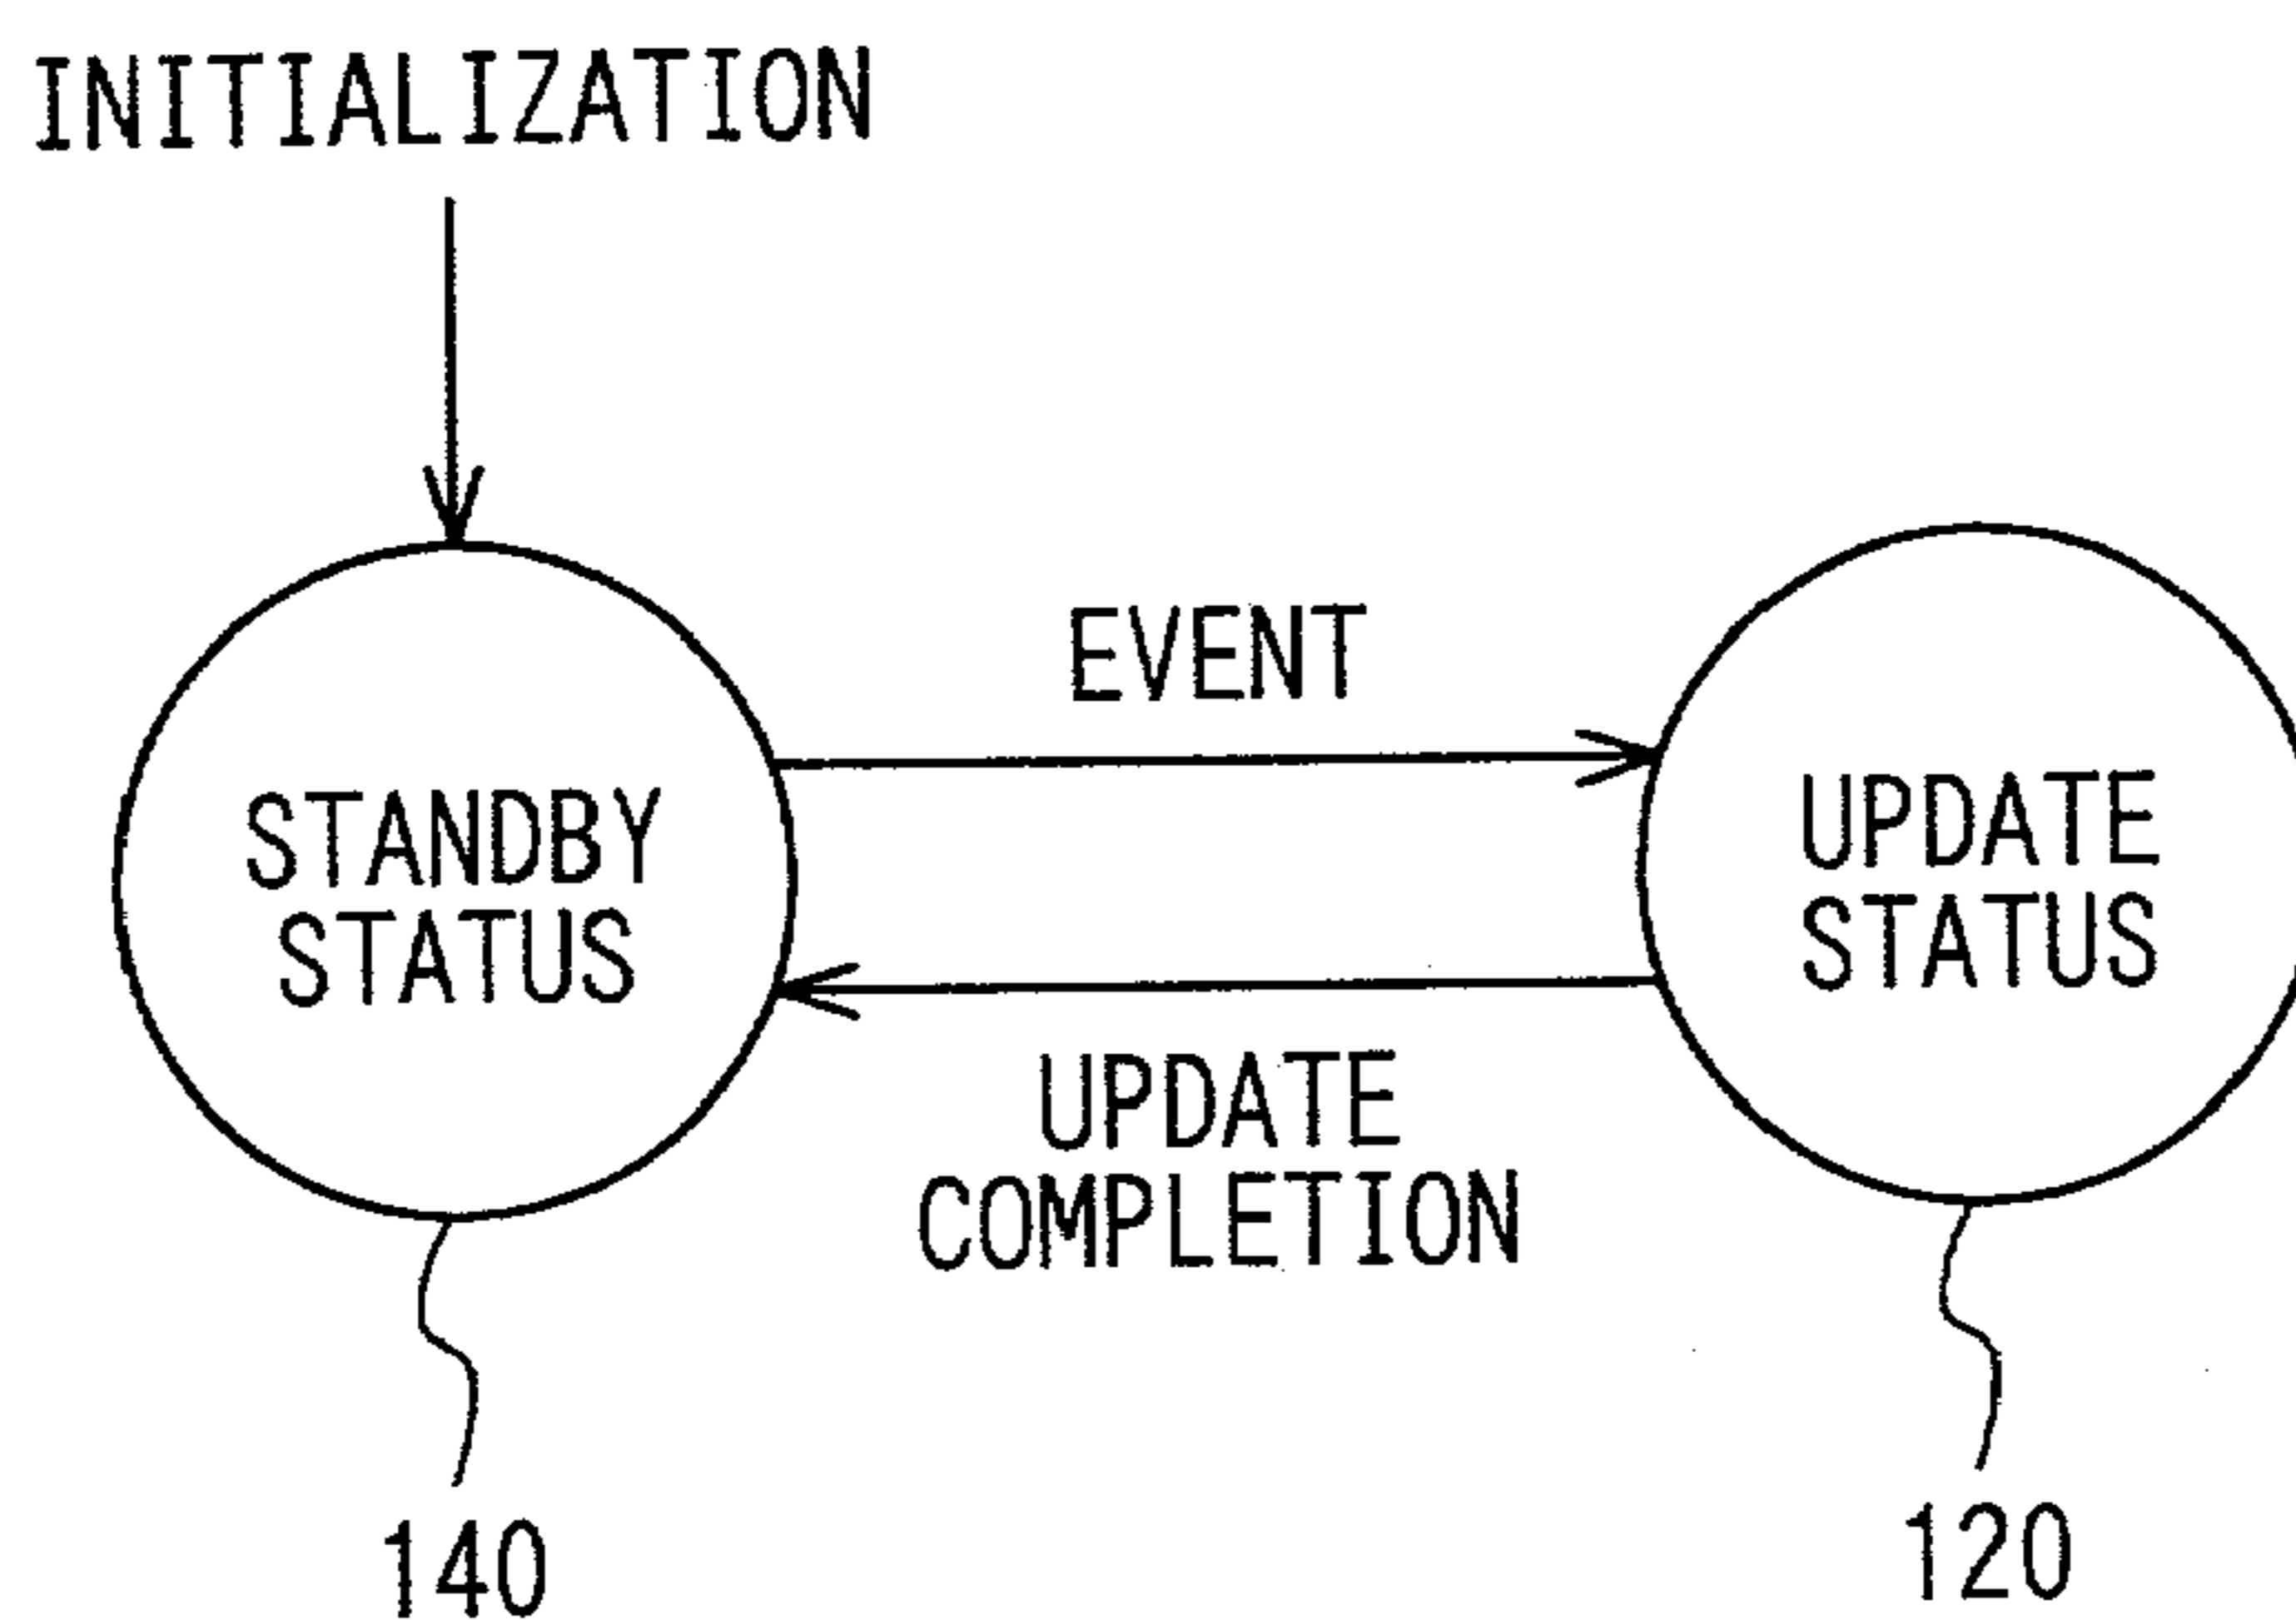 INITIALIZATION
EVENT
STANDBY
STATUS
UPDATE
STATUS
UPDATE
COMPLETION
140
120